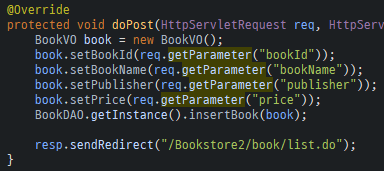 @Override
protected void doPost(HttpServletRequest req, HttpServ
BookVO book = new BookVO();
book.setBookId(req.getParameter("bookId"));
book.setBookName(req.getParameter("bookName"));
book.setPublisher(req.getParameter("publisher"));
book.setPrice(req.getParameter("price"));
BookDAO.getInstance().insertBook(book);
resp.sendRedirect("/Bookstore2/book/list.do");
}